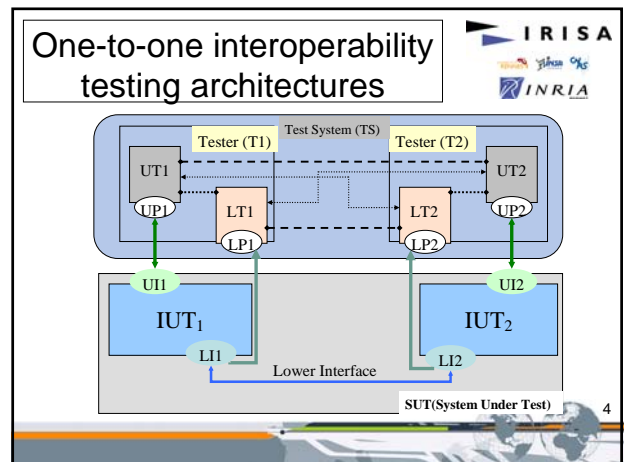 One-to-one interoperability
testing architectures
IRISA
INSA
INRIA
Test System (TS)
Tester (T1)
Tester (T2)
UT1
UT2
UP1
UP2
LT1
LT2
LP1
LP2
UI1
UI2
IUT1
IUT2
LI1
LI2
Lower Interface
SUT(System Under Test)
4